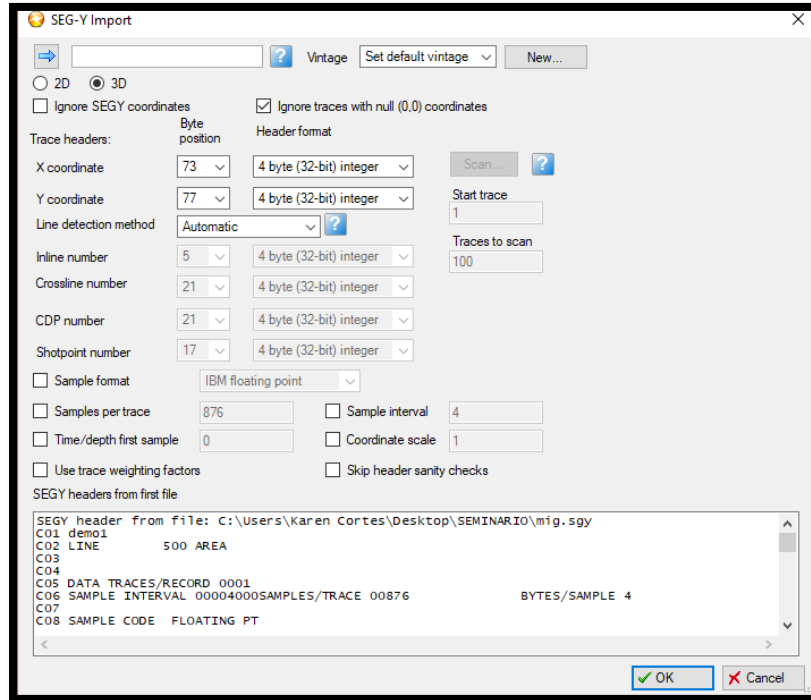 SEG-Y Import
Vintage Set default vintage New...
2D 3D
Ignore SEGY coordinates Ignore traces with null (0,0) coordinates
Trace headers: Byte position Header format
X coordinate 73 4 byte (32-bit) integer Scan...
Y coordinate 77 4 byte (32-bit) integer Start trace
1
Line detection method Automatic
Traces to scan
Inline number 5 4 byte (32-bit) integer 100
Crossline number 21 4 byte (32-bit) integer
CDP number 21 4 byte (32-bit) integer
Shotpoint number 17 4 byte (32-bit) integer
Sample format IBM floating point
Samples per trace 876 Sample interval 4
Time/depth first sample 0 Coordinate scale 1
Use trace weighting factors Skip header sanity checks
SEGY headers from first file
SEGY header from file: C:\Users\Karen Cortes\Desktop\SEMINARIO\mig.sgy
C01 demo1
C02 LINE 500 AREA
C03
C04
C05 DATA TRACES/RECORD 0001
C06 SAMPLE INTERVAL 00004000SAMPLES/TRACE 00876 BYTES/SAMPLE 4
C07
C08 SAMPLE CODE FLOATING PT
OK Cancel